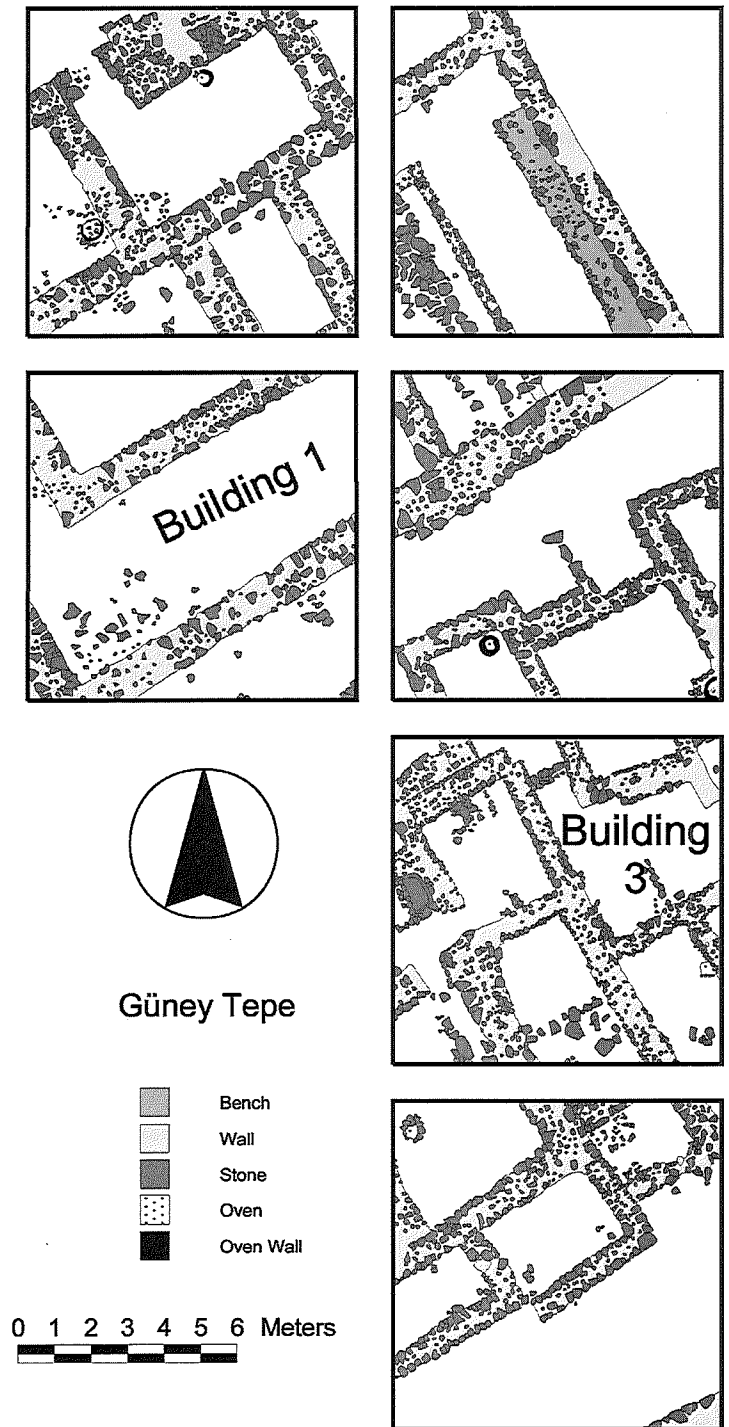 Building 1
Building
3
Güney Tepe
Bench
Wall
Stone
Oven
Oven Wall
0 1 2 3 4 5 6 Meters